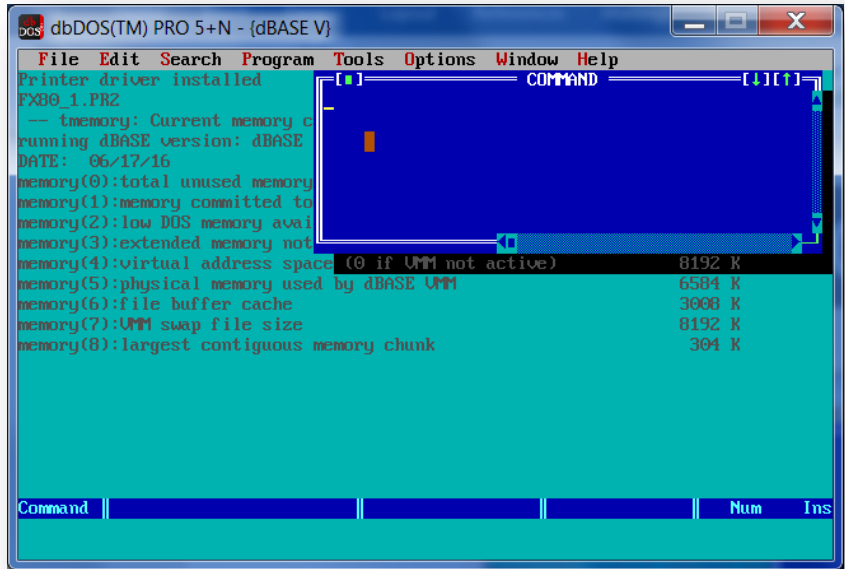 db DOS dbDOS(TM) PRO 5+N - {dBASE V}
File Edit Search Program Tools Options Window Help
Printer driver installed
FX80_1.PR2
COMMAND
-- tmemory: Current memory c
running dBASE version: dBASE
DATE: 06/17/16
memory(0):total unused memory
memory(1):memory committed to
memory(2):low DOS memory avai
memory(3):extended memory not
memory(4):virtual address space (0 if VMM not active) 8192 K
memory(5):physical memory used by dBASE VMM 6584 K
memory(6):file buffer cache 3008 K
memory(7):VMM swap file size 8192 K
memory(8):largest contiguous memory chunk 304 K
Command Num Ins